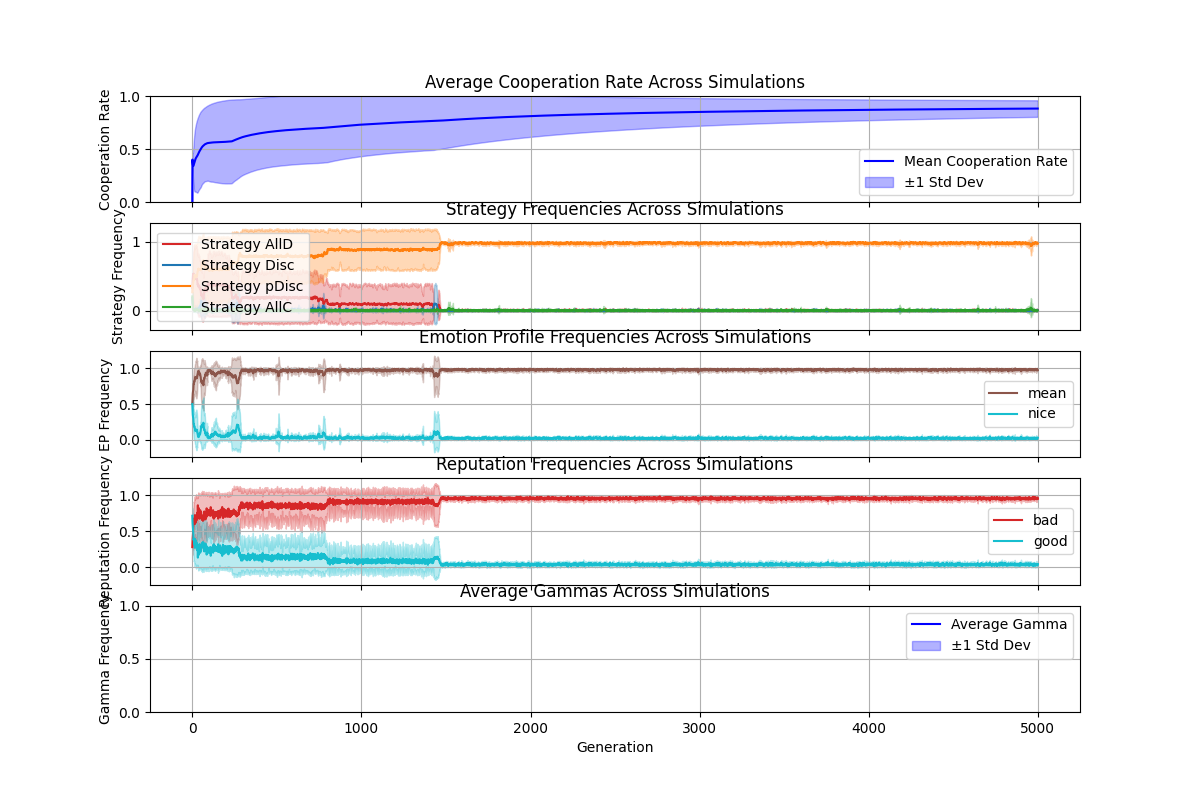 Average Cooperation Rate Across Simulations
Cooperation Rate
1.0
0.5
0.0
Mean Cooperation Rate
±1 Std Dev
Strategy Frequencies Across Simulations
Strategy Frequency
1
0
Strategy AllD
Strategy Disc
Strategy pDisc
Strategy AllC
Emotion Profile Frequencies Across Simulations
EP Frequency
1.0
0.5
0.0
mean
nice
Reputation Frequencies Across Simulations
Reputation Frequency
1.0
0.5
0.0
bad
good
Average Gammas Across Simulations
Gamma Frequency
1.0
0.5
0.0
Average Gamma
±1 Std Dev
0 1000 2000 3000 4000 5000
Generation